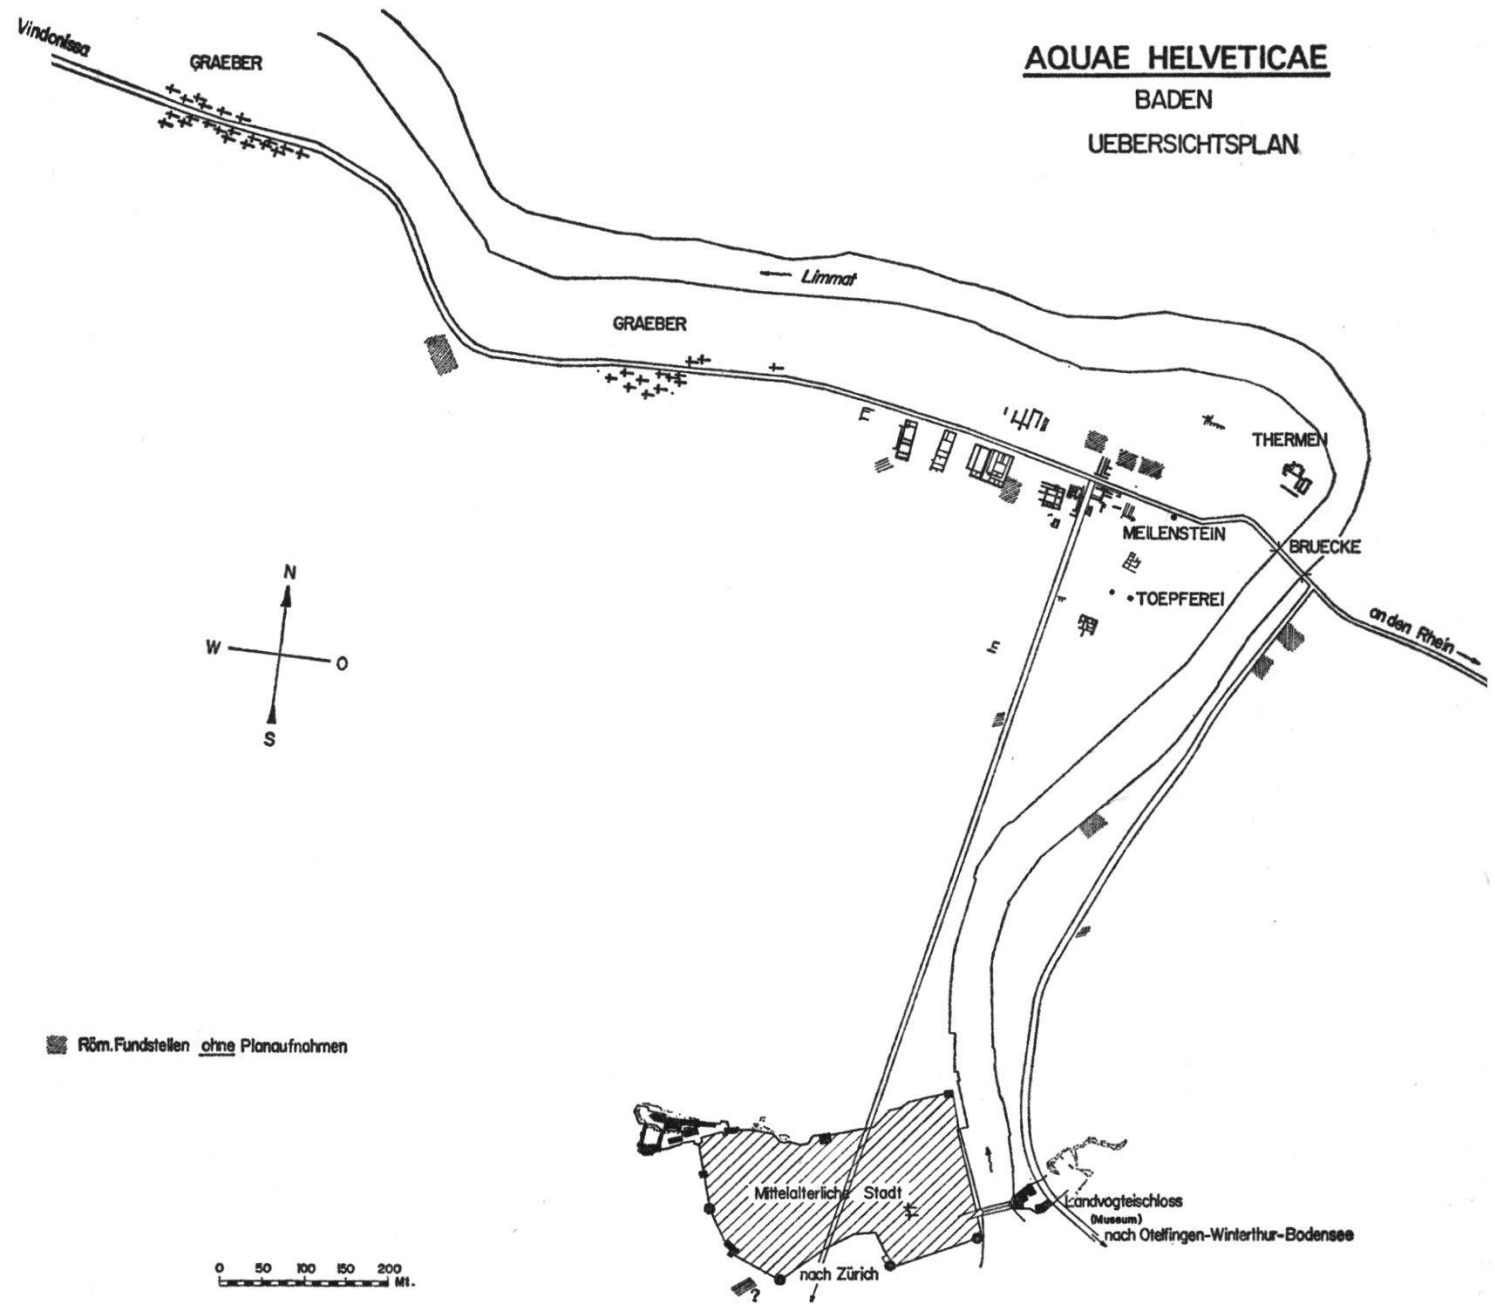 AQUAE HELVETICAE
BADEN
UEBERSICHTSPLAN
Vindonissa
GRAEBER
← Limmat
GRAEBER
THERMEN
MEILENSTEIN
BRUECKE
TOEPFEREI
an den Rhein →
N
W
O
S
Röm. Fundstellen ohne Planaufnahmen
Mittelalterliche Stadt
Landvogteischloss
(Museum)
nach Otelfingen-Winterthur-Bodensee
nach Zürich
?
0 50 100 150 200
Mt.